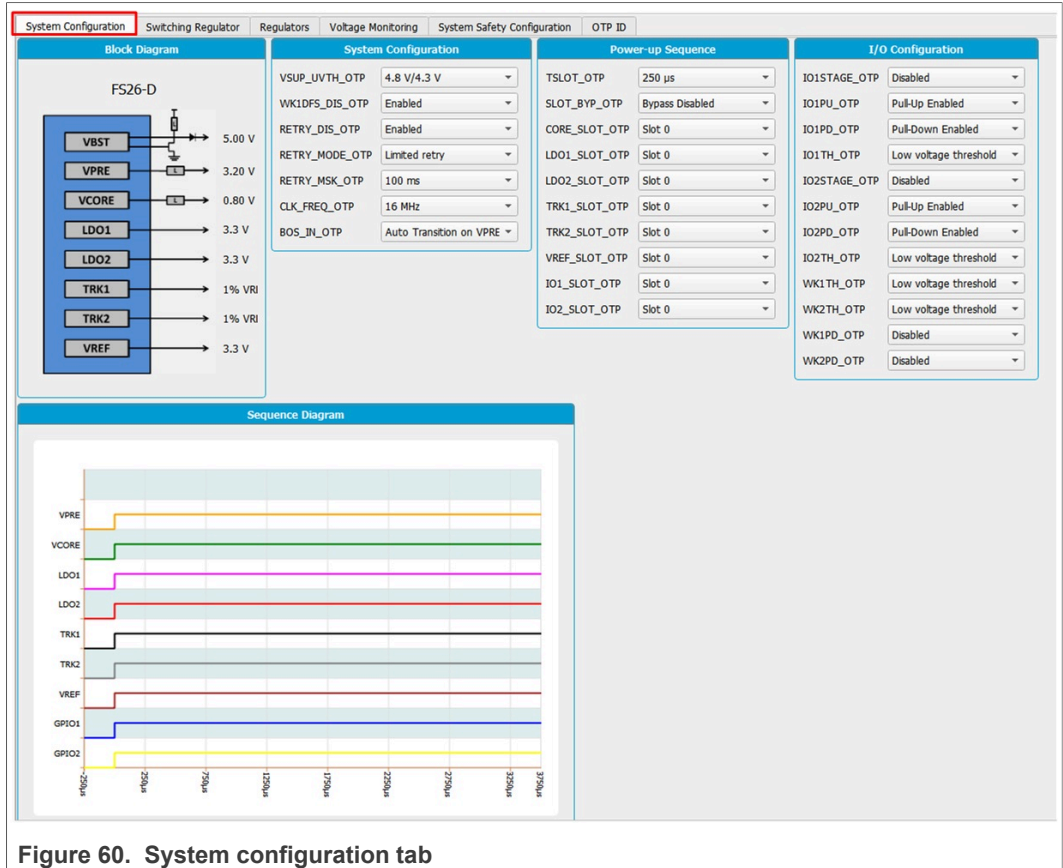 System Configuration Switching Regulator Regulators Voltage Monitoring System Safety Configuration OTP ID
Block Diagram
FS26-D
VBST 5.00 V
VPRE L 3.20 V
VCORE L 0.80 V
LDO1 3.3 V
LDO2 3.3 V
TRK1 1% VRI
TRK2 1% VRI
VREF 3.3 V
System Configuration
VSUP_UVTH_OTP 4.8 V/4.3 V
WK1DFS_DIS_OTP Enabled
RETRY_DIS_OTP Enabled
RETRY_MODE_OTP Limited retry
RETRY_MSK_OTP 100 ms
CLK_FREQ_OTP 16 MHz
BOS_IN_OTP Auto Transition on VPRE
Power-up Sequence
TSLOT_OTP 250 µs
SLOT_BYP_OTP Bypass Disabled
CORE_SLOT_OTP Slot 0
LDO1_SLOT_OTP Slot 0
LDO2_SLOT_OTP Slot 0
TRK1_SLOT_OTP Slot 0
TRK2_SLOT_OTP Slot 0
VREF_SLOT_OTP Slot 0
IO1_SLOT_OTP Slot 0
IO2_SLOT_OTP Slot 0
I/O Configuration
IO1STAGE_OTP Disabled
IO1PU_OTP Pull-Up Enabled
IO1PD_OTP Pull-Down Enabled
IO1TH_OTP Low voltage threshold
IO2STAGE_OTP Disabled
IO2PU_OTP Pull-Up Enabled
IO2PD_OTP Pull-Down Enabled
IO2TH_OTP Low voltage threshold
WK1TH_OTP Low voltage threshold
WK2TH_OTP Low voltage threshold
WK1PD_OTP Disabled
WK2PD_OTP Disabled
Sequence Diagram
VPRE
VCORE
LDO1
LDO2
TRK1
TRK2
VREF
GPIO1
GPIO2
-250µs 250µs 750µs 1250µs 1750µs 2250µs 2750µs 3250µs 3750µs
Figure 60. System configuration tab